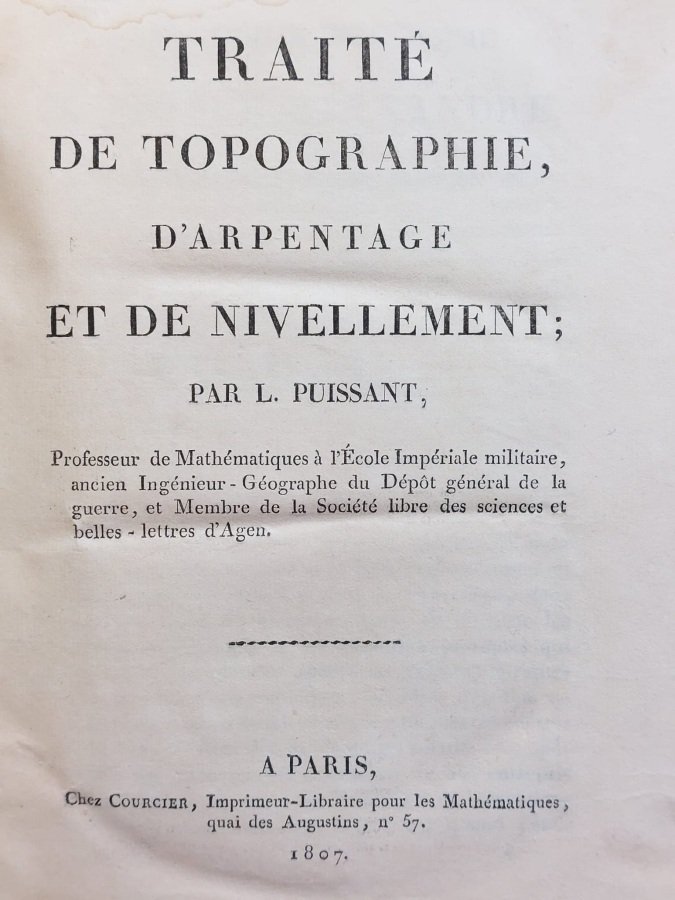 TRAITÉ
DE TOPOGRAPHIE,
D'ARPENTAGE
ET DE NIVELLEMENT;
PAR L. PUISSANT,
Professeur de Mathématiques à l'École Impériale militaire,
ancien Ingénieur-Géographe du Dépôt général de la
guerre, et Membre de la Société libre des sciences et
belles-lettres d'Agen.
A PARIS,
Chez COURCIER, Imprimeur-Libraire pour les Mathématiques,
quai des Augustins, n° 57.
1807.